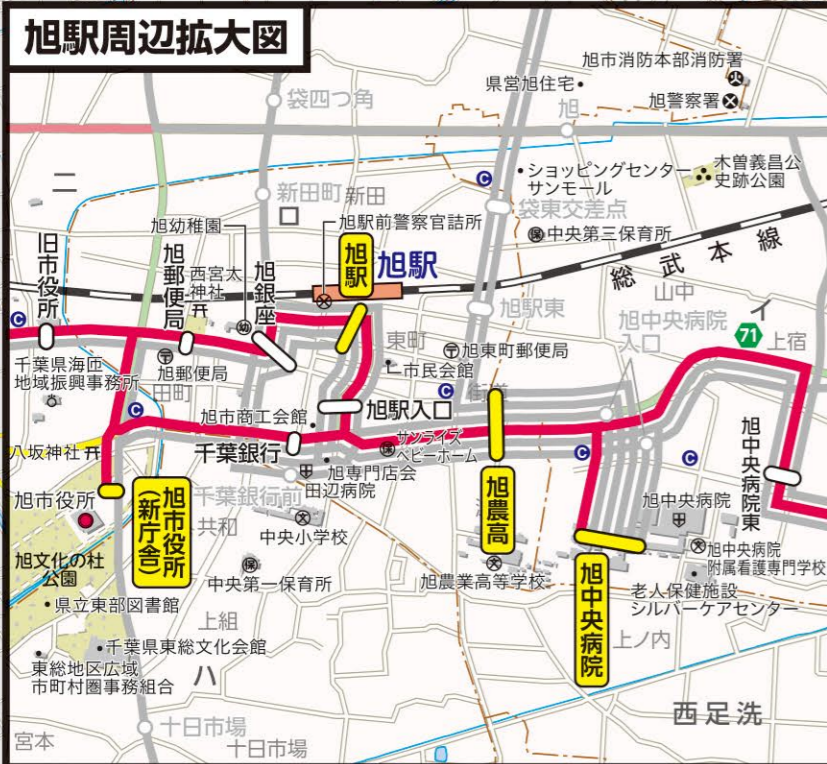 旭駅周辺拡大図
袋四つ角
旭市消防本部消防署
県営旭住宅
旭警察署
旭
二
ショッピングセンター
サンモール
木曽義昌公
史跡公園
新田町
新田
ロ
袋東交差点
中央第三保育所
旭幼稚園
旭駅前警察官詰所
旧市役所
旭郵便局
西宮太
神社
旭銀座
旭駅
旭駅
総武本線
山中
イ
71
上宿
旭駅東
旭中央病院
入口
東町
旭東町郵便局
市民会館
千葉県海匝
地域振興事務所
旭郵便局
田町
街道
旭市商工会館
旭駅入口
千葉銀行
サンライズ
ベビーホーム
八坂神社
旭専門店会
田辺病院
千葉銀行前
旭市役所
旭市役所
(新庁舎)
共和
中央小学校
旭農高
旭中央病院
旭中央病院東
旭中央病院
附属看護専門学校
旭文化の杜
公園
中央第一保育所
旭農業高等学校
老人保健施設
シルバーケアセンター
県立東部図書館
旭中央病院
上組
上ノ内
千葉県東総文化会館
東総地区広域
市町村圏事務組合
ハ
西足洗
十日市場
十日市場
宮本